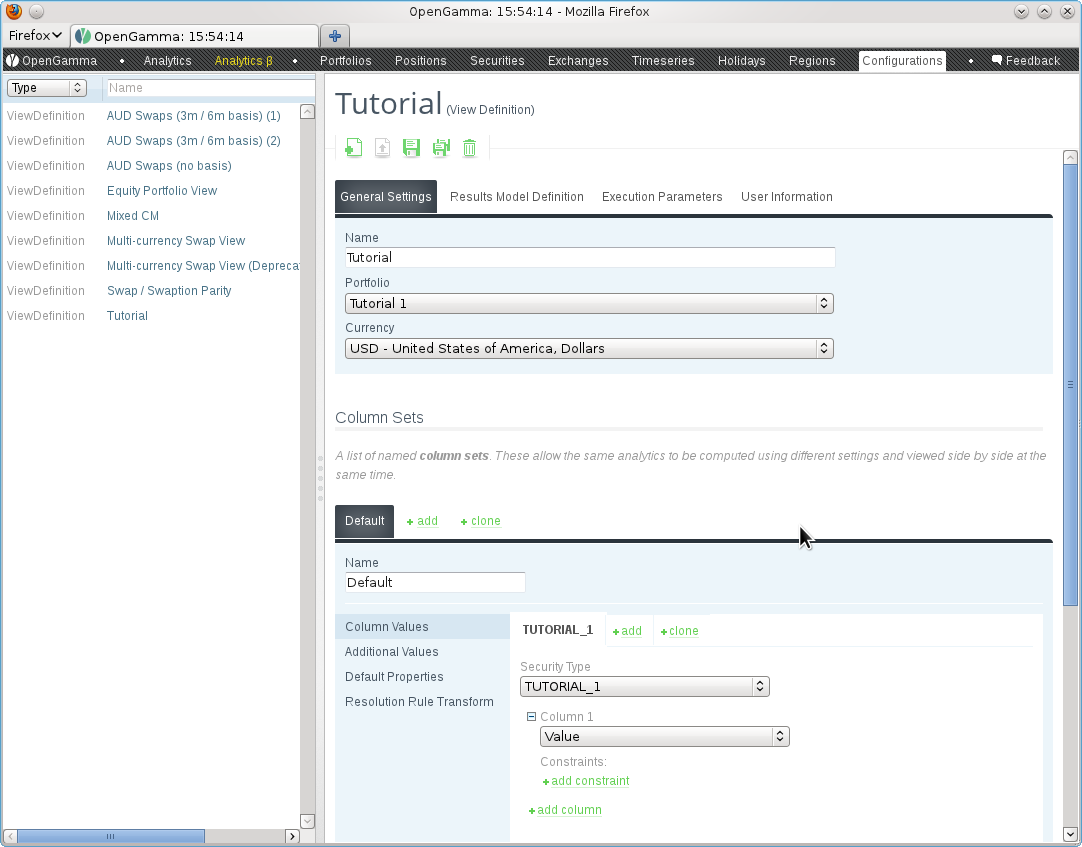 OpenGamma: 15:54:14 - Mozilla Firefox
Firefox
OpenGamma: 15:54:14
OpenGamma • Analytics Analytics β • Portfolios Positions Securities Exchanges Timeseries Holidays Regions Configurations • Feedback
Type Name
ViewDefinition AUD Swaps (3m / 6m basis) (1)
ViewDefinition AUD Swaps (3m / 6m basis) (2)
ViewDefinition AUD Swaps (no basis)
ViewDefinition Equity Portfolio View
ViewDefinition Mixed CM
ViewDefinition Multi-currency Swap View
ViewDefinition Multi-currency Swap View (Depreca
ViewDefinition Swap / Swaption Parity
ViewDefinition Tutorial
Tutorial (View Definition)
General Settings Results Model Definition Execution Parameters User Information
Name
Tutorial
Portfolio
Tutorial 1
Currency
USD - United States of America, Dollars
Column Sets
A list of named column sets. These allow the same analytics to be computed using different settings and viewed side by side at the
same time.
Default + add + clone
Name
Default
Column Values
Additional Values
Default Properties
Resolution Rule Transform
TUTORIAL_1 +add +clone
Security Type
TUTORIAL_1
Column 1
Value
Constraints:
+add constraint
+add column